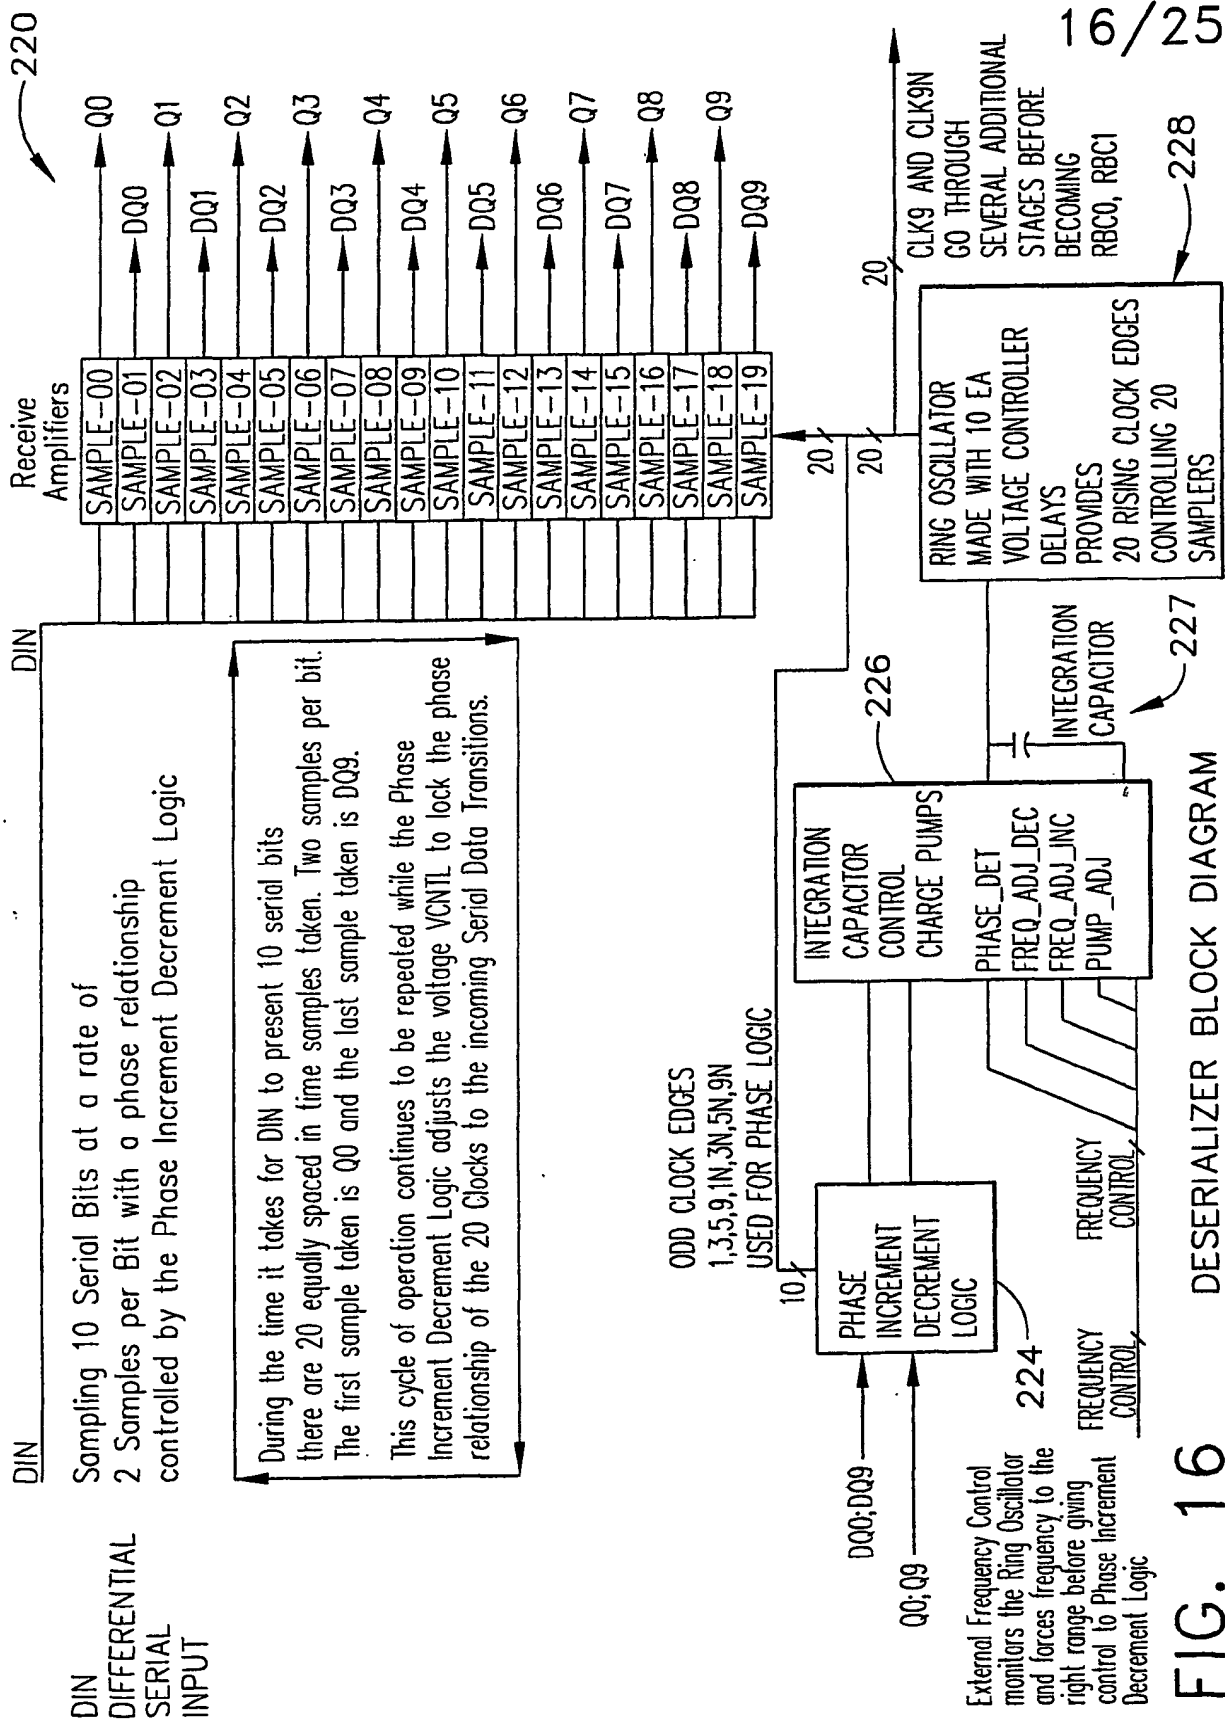 16/25
220
DIN
DIFFERENTIAL
SERIAL
INPUT
DIN
DIN
Sampling 10 Serial Bits at a rate of
2 Samples per Bit with a phase relationship
controlled by the Phase Increment Decrement Logic
During the time it takes for DIN to present 10 serial bits
there are 20 equally spaced in time samples taken. Two samples per bit.
The first sample taken is Q0 and the last sample taken is DQ9.
This cycle of operation continues to be repeated while the Phase
Increment Decrement Logic adjusts the voltage VCNTL to lock the phase
relationship of the 20 Clocks to the incoming Serial Data Transitions.
Receive
Amplifiers
SAMPLE-00
SAMPLE-01
SAMPLE-02
SAMPLE-03
SAMPLE-04
SAMPLE-05
SAMPLE-06
SAMPLE-07
SAMPLE-08
SAMPLE-09
SAMPLE-10
SAMPLE-11
SAMPLE-12
SAMPLE-13
SAMPLE-14
SAMPLE-15
SAMPLE-16
SAMPLE-17
SAMPLE-18
SAMPLE-19
Q0
DQ0
Q1
DQ1
Q2
DQ2
Q3
DQ3
Q4
DQ4
Q5
DQ5
Q6
DQ6
Q7
DQ7
Q8
DQ8
Q9
DQ9
20
20
20
CLK9 AND CLK9N
GO THROUGH
SEVERAL ADDITIONAL
STAGES BEFORE
BECOMING
RBC0, RBC1
ODD CLOCK EDGES
1,3,5,9,1N,3N,5N,9N
USED FOR PHASE LOGIC
10
DQ0;DQ9
Q0;Q9
PHASE
INCREMENT
DECREMENT
LOGIC
224
INTEGRATION
CAPACITOR
CONTROL
CHARGE PUMPS
PHASE_DET
FREQ_ADJ_DEC
FREQ_ADJ_INC
PUMP_ADJ
226
INTEGRATION
CAPACITOR
227
RING OSCILLATOR
MADE WITH 10 EA
VOLTAGE CONTROLLER
DELAYS
PROVIDES
20 RISING CLOCK EDGES
CONTROLLING 20
SAMPLERS
228
External Frequency Control
monitors the Ring Oscillator
and forces frequency to the
right range before giving
control to Phase Increment
Decrement Logic
FREQUENCY
CONTROL
FREQUENCY
CONTROL
FIG. 16
DESERIALIZER BLOCK DIAGRAM